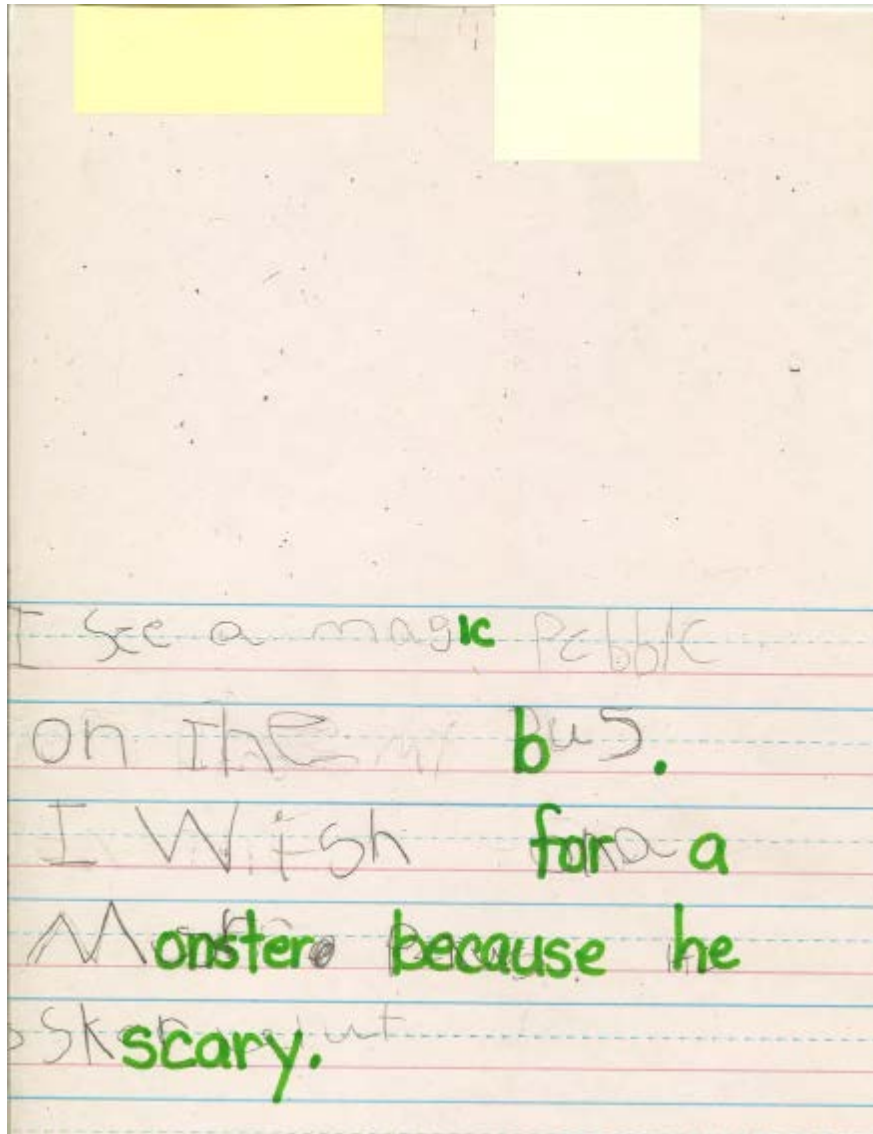 I see a magic Pebble
on The bus.
I Wish for a
Monster. because he
scary.